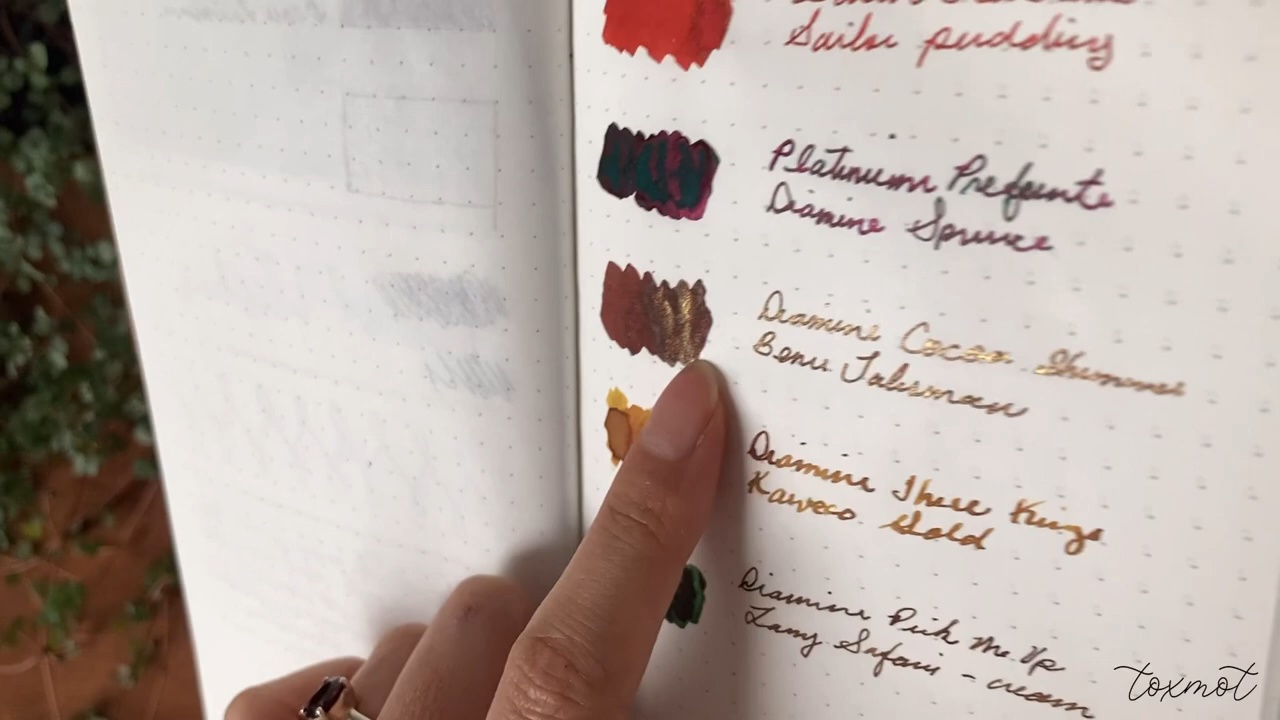 Sailor pudding
Platinum Prefounte
Diamine Spruce
Diamine Cocoa Shimmer
Benu Talisman
Diamine Three Kings
Kaweco Gold
Diamine Pick Me Up
Lamy Safari - cream
toxmot